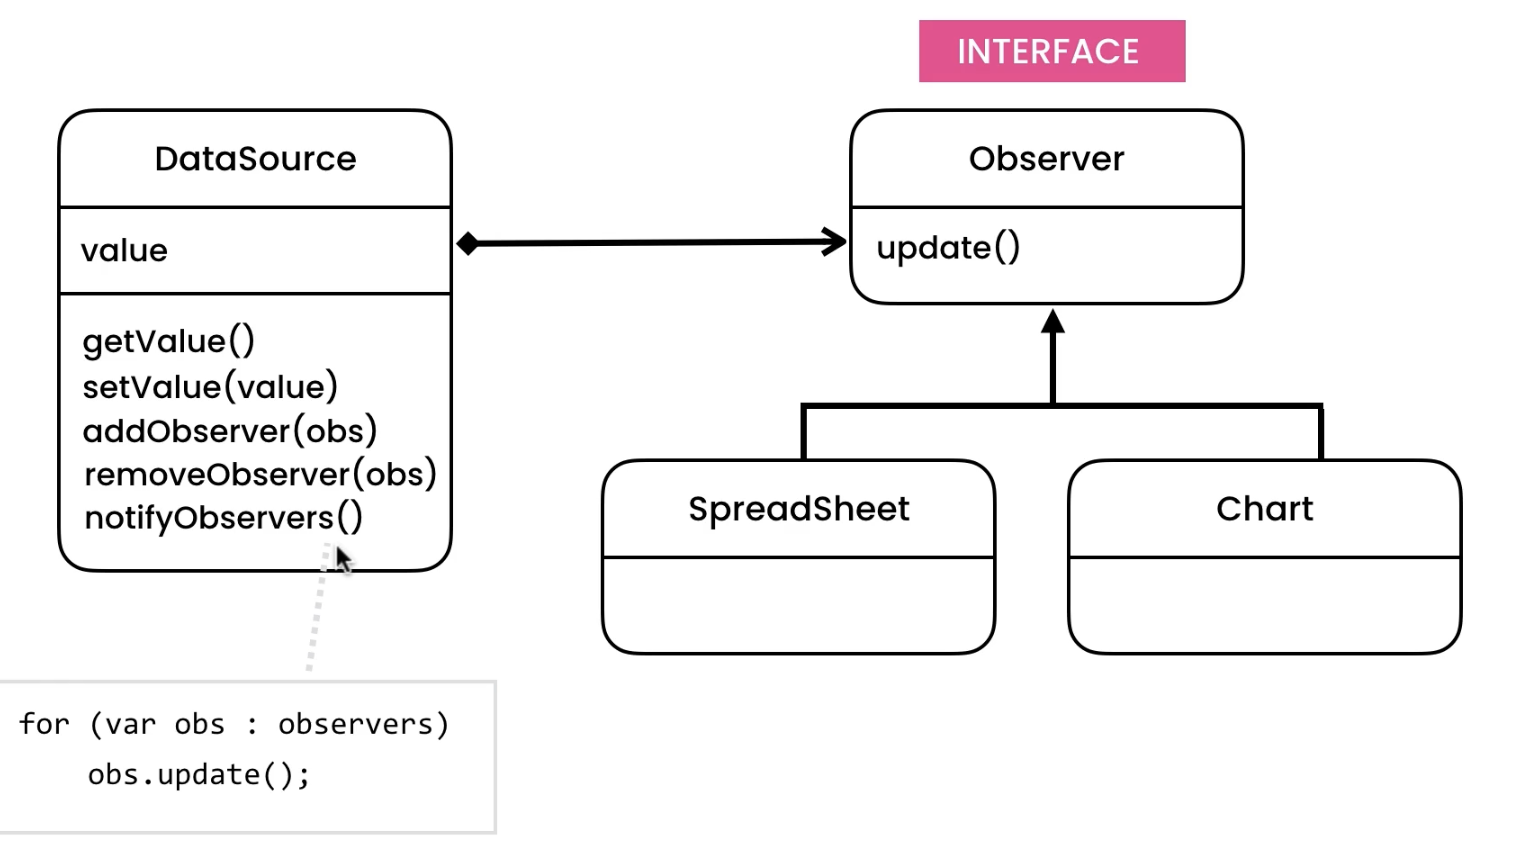 INTERFACE
DataSource
value
getValue()
setValue(value)
addObserver(obs)
removeObserver(obs)
notifyObservers()
Observer
update()
SpreadSheet
Chart
for (var obs : observers)
obs.update();